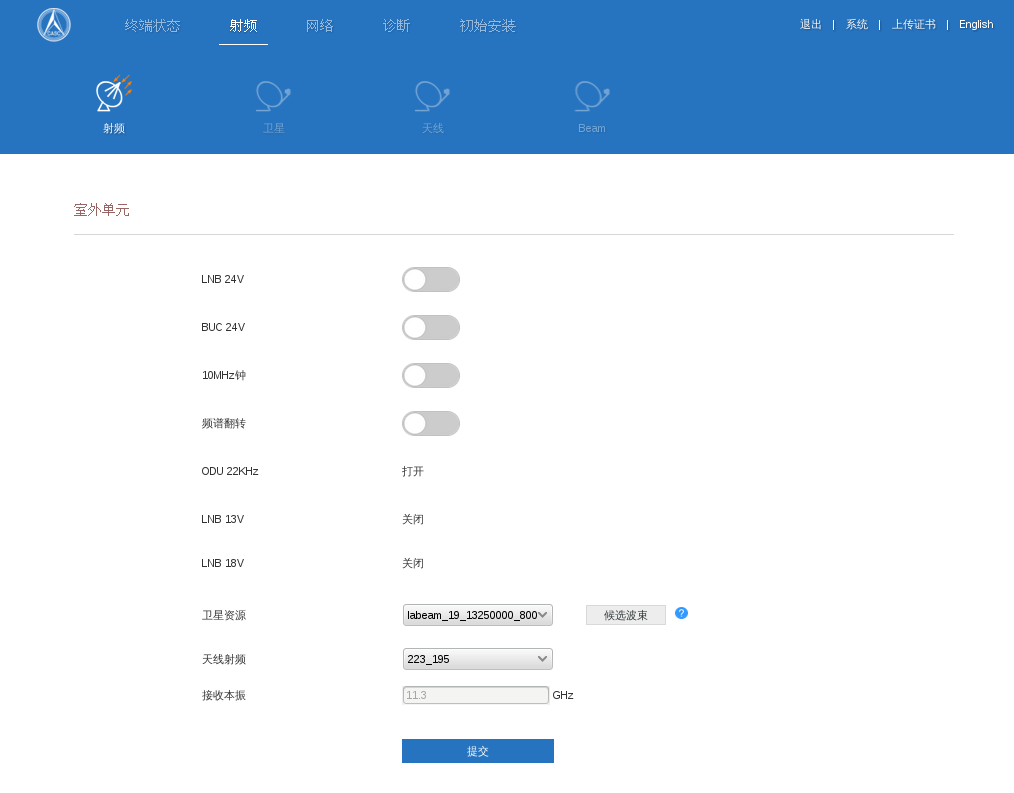 终端状态 射频 网络 诊断 初始安装 退出 | 系统 | 上传证书 | English
射频 卫星 天线 Beam
室外单元
LNB 24V
BUC 24V
10MHz钟
频谱翻转
ODU 22KHz 打开
LNB 13V 关闭
LNB 18V 关闭
卫星资源 labeam_19_13250000_800 候选波束 ?
天线射频 223_195
接收本振 11.3 GHz
提交